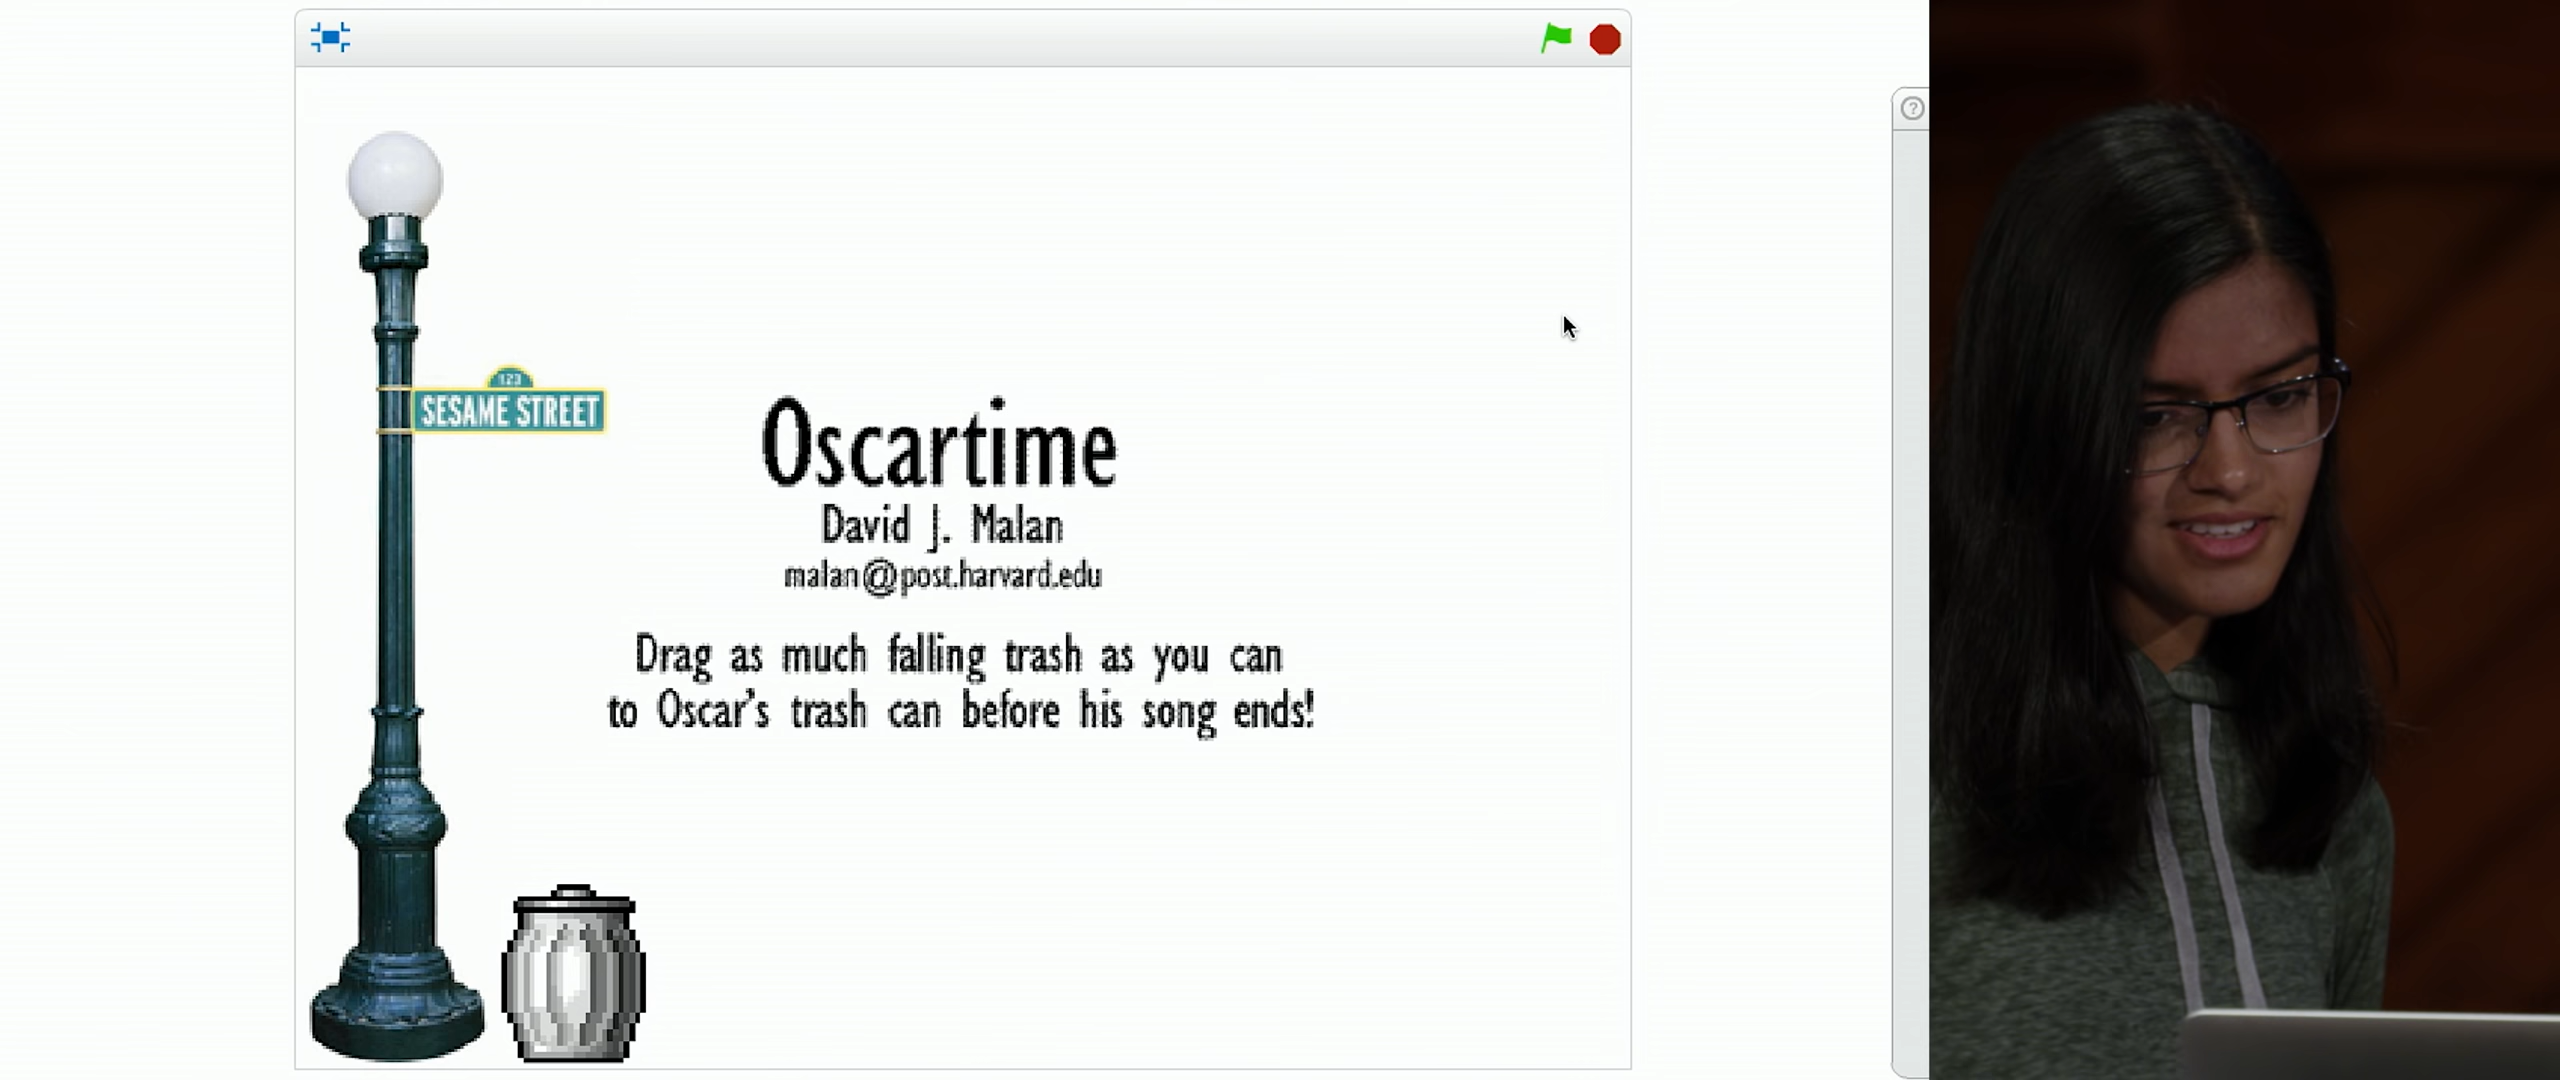 123
SESAME STREET
Oscartime
David J. Malan
malan@post.harvard.edu
Drag as much falling trash as you can
to Oscar's trash can before his song ends!
?